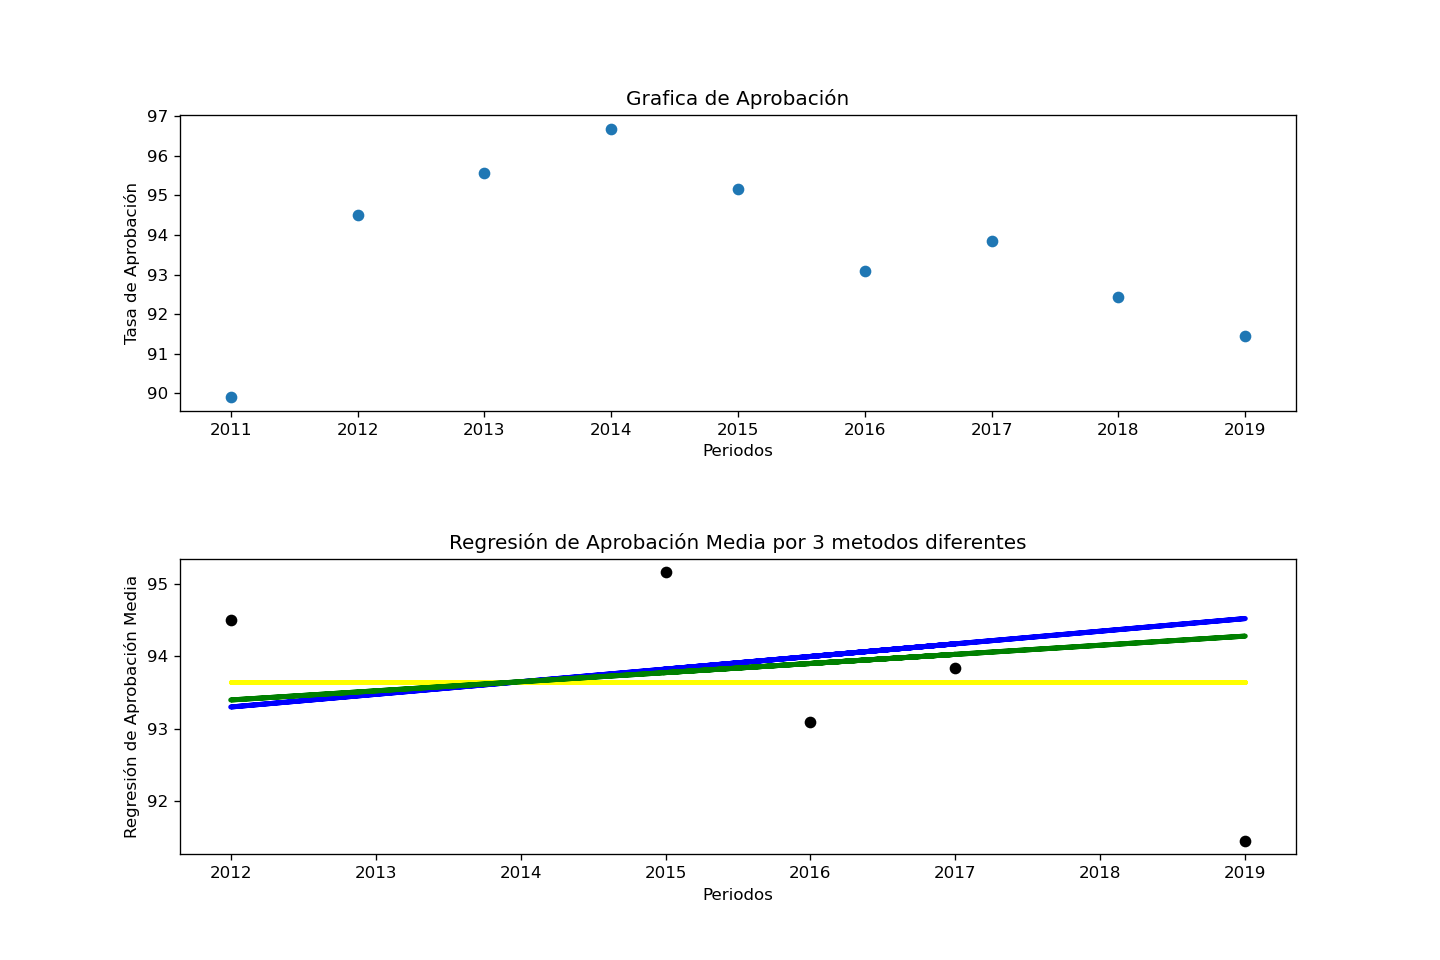 Grafica de Aprobación
Tasa de Aprobación
97
96
95
94
93
92
91
90
2011 2012 2013 2014 2015 2016 2017 2018 2019
Periodos
Regresión de Aprobación Media por 3 metodos diferentes
Regresión de Aprobación Media
95
94
93
92
2012 2013 2014 2015 2016 2017 2018 2019
Periodos